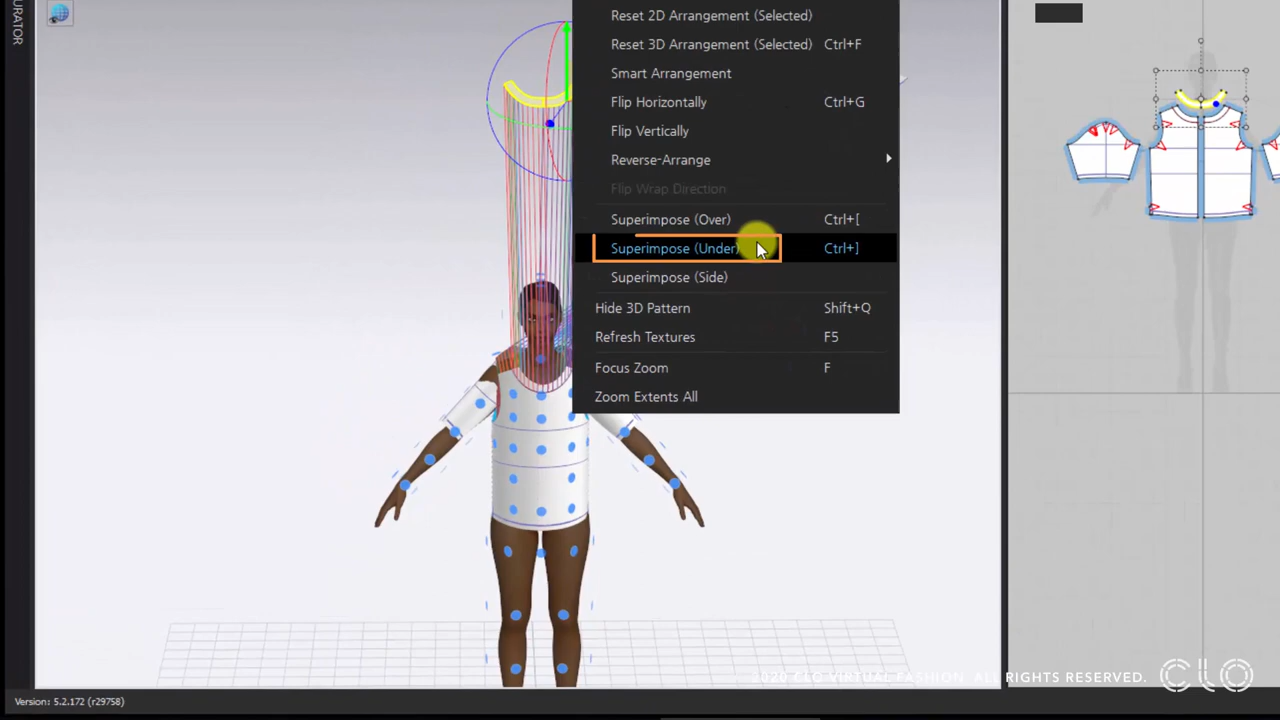 URATOR
Reset 2D Arrangement (Selected)
Reset 3D Arrangement (Selected) Ctrl+F
Smart Arrangement
Flip Horizontally Ctrl+G
Flip Vertically
Reverse-Arrange
Flip Wrap Direction
Superimpose (Over) Ctrl+[
Superimpose (Under) Ctrl+]
Superimpose (Side)
Hide 3D Pattern Shift+Q
Refresh Textures F5
Focus Zoom F
Zoom Extents All
2020 CLO VIRTUAL FASHION. ALL RIGHTS RESERVED. CLO
Version: 5.2.172 (r29758)